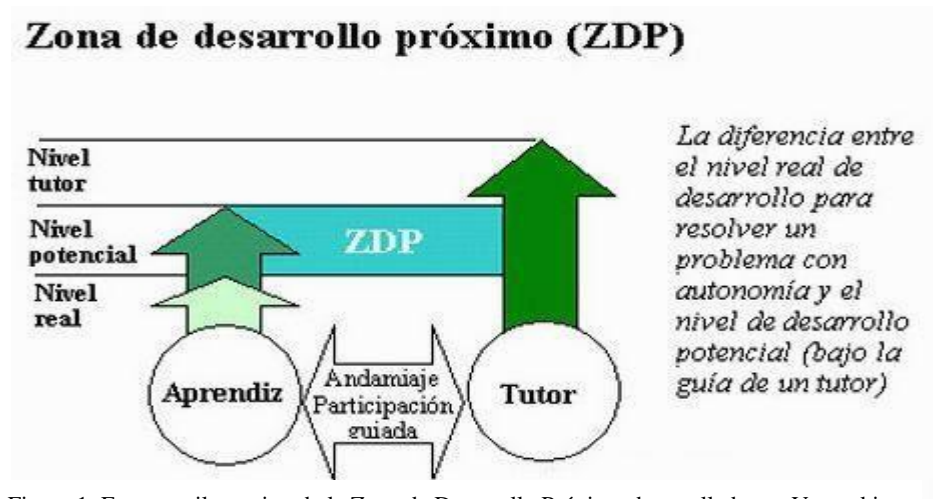 Zona de desarrollo próximo (ZDP)
Nivel
tutor
Nivel
potencial
Nivel
real
ZDP
Aprendiz
Andamiaje
Participación
guiada
Tutor
La diferencia entre
el nivel real de
desarrollo para
resolver un
problema con
autonomía y el
nivel de desarrollo
potencial (bajo la
guía de un tutor)